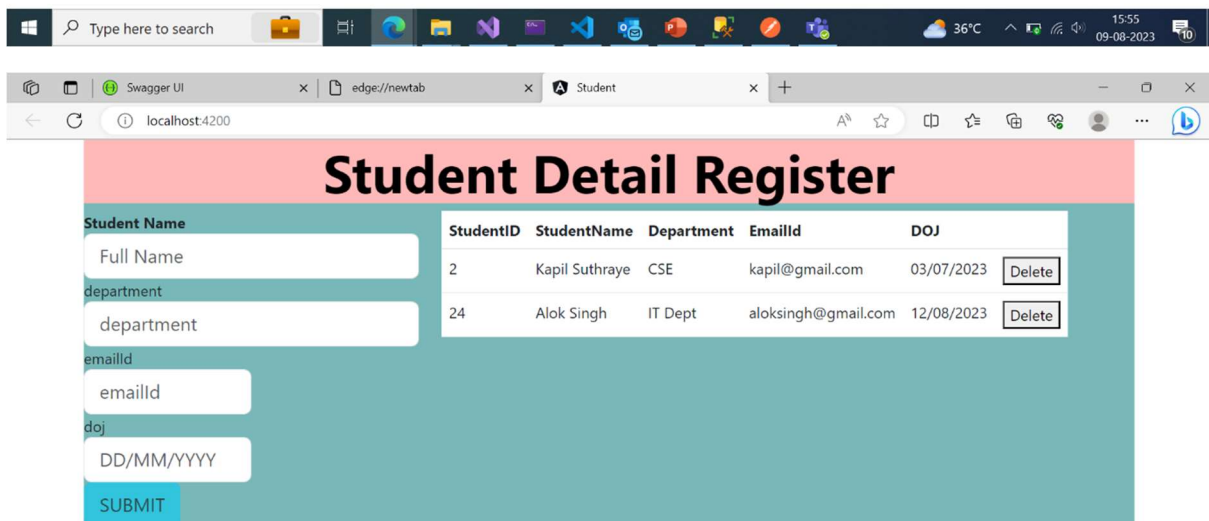 Type here to search
36°C
15:55
09-08-2023
10
Swagger UI
edge://newtab
Student
localhost:4200
Student Detail Register
Student Name
Full Name
department
department
emailId
emailId
doj
DD/MM/YYYY
SUBMIT
StudentID StudentName Department EmailId DOJ
2 Kapil Suthraye CSE kapil@gmail.com 03/07/2023 Delete
24 Alok Singh IT Dept aloksingh@gmail.com 12/08/2023 Delete